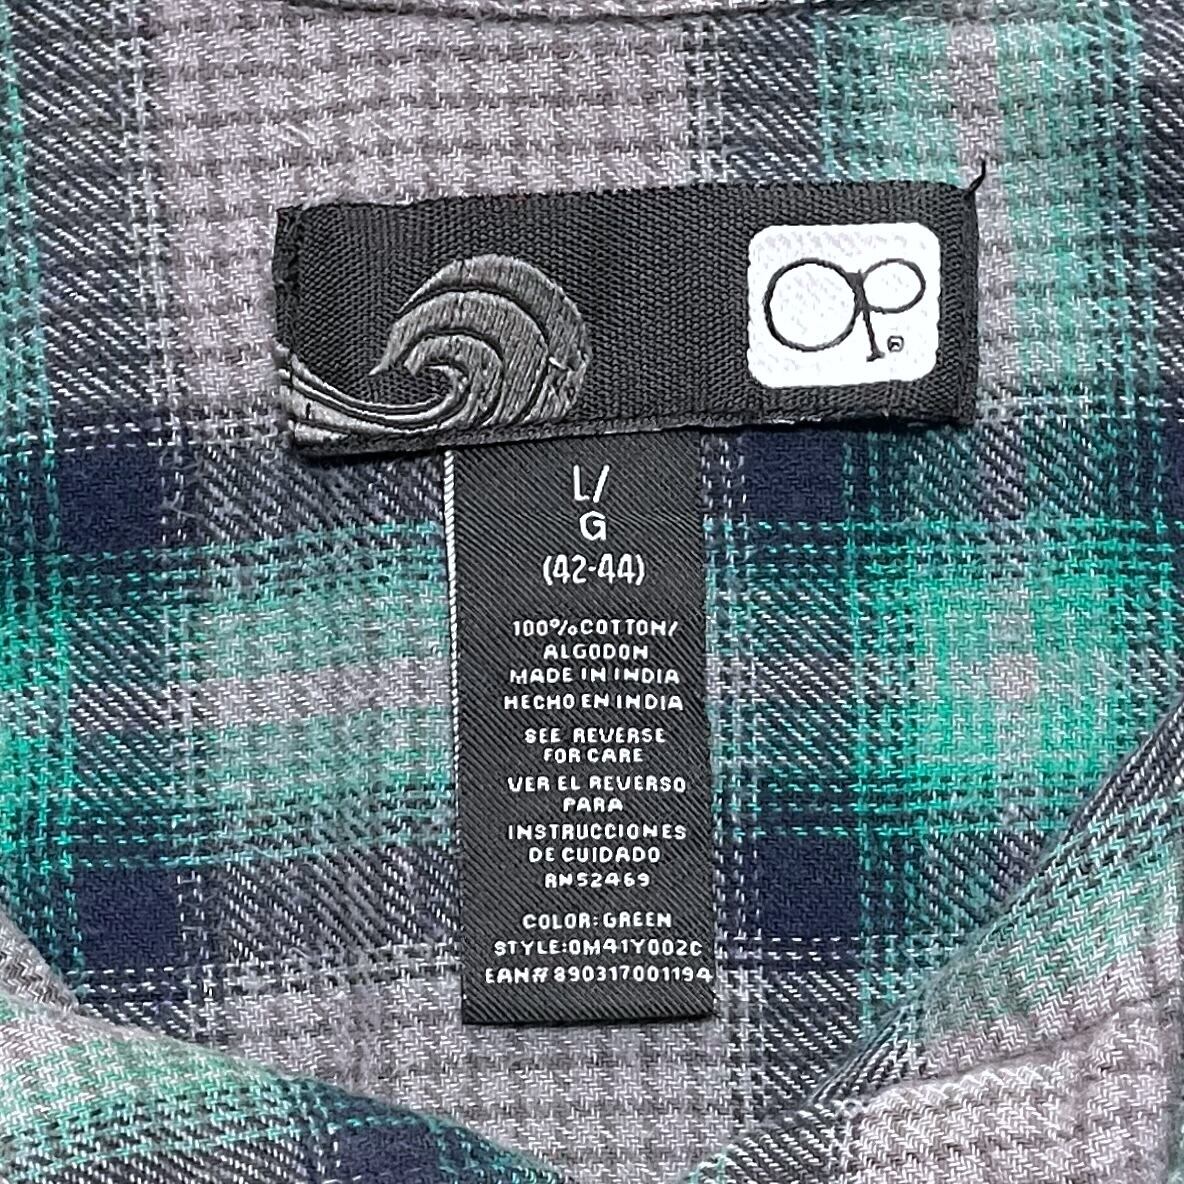 OP®
L/
G
(42-44)
100% COTTON/
ALGODON
MADE IN INDIA
HECHO EN INDIA
SEE REVERSE
FOR CARE
VER EL REVERSO
PARA
INSTRUCCIONES
DE CUIDADO
RN52469
COLOR: GREEN
STYLE:0M41Y002C
EAN# 890317001194